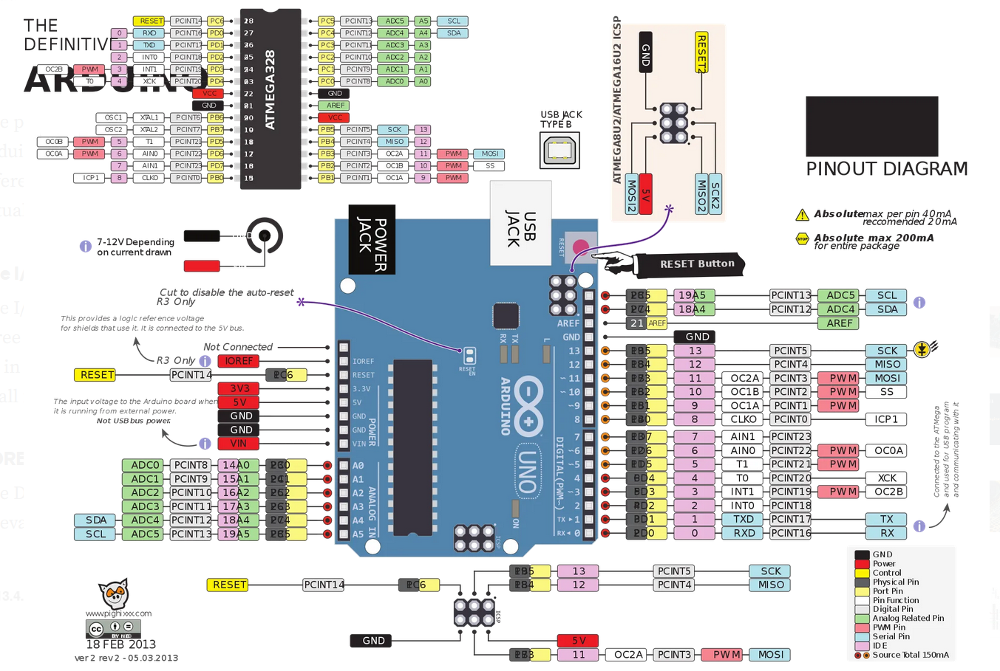 THE
DEFINITIVE
ARDUINO
ATMEGA328
RESET PCINT14 PC6
0 RXD PCINT16 PD0 27
1 TXD PCINT17 PD1
2 INT0 PCINT18 PD2
OC2B PWM 3 INT1 PCINT19 PD3
T0 4 XCK PCINT20 PD4
VCC
GND
OSC1 XTAL1 PCINT6 PB6
OSC2 XTAL2 PCINT7 PB7
OC0B PWM 5 T1 PCINT21 PD5
OC0A PWM 6 AIN0 PCINT22 PD6
7 AIN1 PCINT23 PD7
ICP1 8 CLKO PCINT0 PB0
PC5 PCINT13 ADC5 A5 SCL
PC4 PCINT12 ADC4 A4 SDA
PC3 PCINT11 ADC3 A3
PC2 PCINT10 ADC2 A2
PC1 PCINT9 ADC1 A1
PC0 PCINT8 ADC0 A0
GND
AREF
VCC
PB5 PCINT5 SCK 13
PB4 PCINT4 MISO 12
PB3 PCINT3 OC2A 11 PWM MOSI
PB2 PCINT2 OC1B 10 PWM SS
PB1 PCINT1 OC1A 9 PWM
USB JACK
TYPE B
ATMEGA8U2/ATMEGA16U2 ICSP
GND
RESET2
MOSI2
5V
MISO2
SCK2
PINOUT DIAGRAM
Absolute max per pin 40mA
reccomended 20mA
STOP
Absolute max 200mA
for entire package
7-12V Depending
on current drawn
POWER
JACK
USB
JACK
RESET
RESET Button
Cut to disable the auto-reset
R3 Only
This provides a logic reference voltage
for shields that use it. It is connected to the 5V bus.
Not Connected
R3 Only
IOREF
RESET PCINT14
3V3
5V
GND
GND
VIN
The input voltage to the Arduino board when
it is running from external power.
Not USB bus power.
ADC0 PCINT8 14 A0
ADC1 PCINT9 15 A1
ADC2 PCINT10 16 A2
ADC3 PCINT11 17 A3
SDA ADC4 PCINT12 18 A4
SCL ADC5 PCINT13 19 A5
IOREF
RESET
3.3V
5V
GND
GND
VIN
POWER
A0
A1
A2
A3
A4
A5
ANALOG IN
RESET
EN
RX
TX
L
ARDUINO
UNO
ON
ICSP
AREF
GND
13
12
~ 11
~ 10
~9
8
7
~6
~5
4
~3
2
TX ▸ 1
RX ◂ 0
DIGITAL(PWM~)
19 A5 PCINT13 ADC5 SCL
18 A4 PCINT12 ADC4 SDA
21 AREF AREF
GND
13 PCINT5 SCK
12 PCINT4 MISO
11 OC2A PCINT3 PWM MOSI
10 OC1B PCINT2 PWM SS
9 OC1A PCINT1 PWM
8 CLKO PCINT0 ICP1
7 AIN1 PCINT23
6 AIN0 PCINT22 PWM OC0A
5 T1 PCINT21 PWM
4 T0 PCINT20 XCK
3 INT1 PCINT19 PWM OC2B
2 INT0 PCINT18
1 TXD PCINT17 TX
0 RXD PCINT16 RX
Connected to the ATMega
and used for USB program
and communicating with it
RESET PCINT14
GND
13 PCINT5 SCK
12 PCINT4 MISO
ICSP
5V
11 OC2A PCINT3 PWM MOSI
GND
Power
Control
Physical Pin
Port Pin
Pin Function
Digital Pin
Analog Related Pin
PWM Pin
Serial Pin
IDE
Source Total 150mA
www.pighixxx.com
cc
18 FEB 2013
ver 2 rev 2 - 05.03.2013